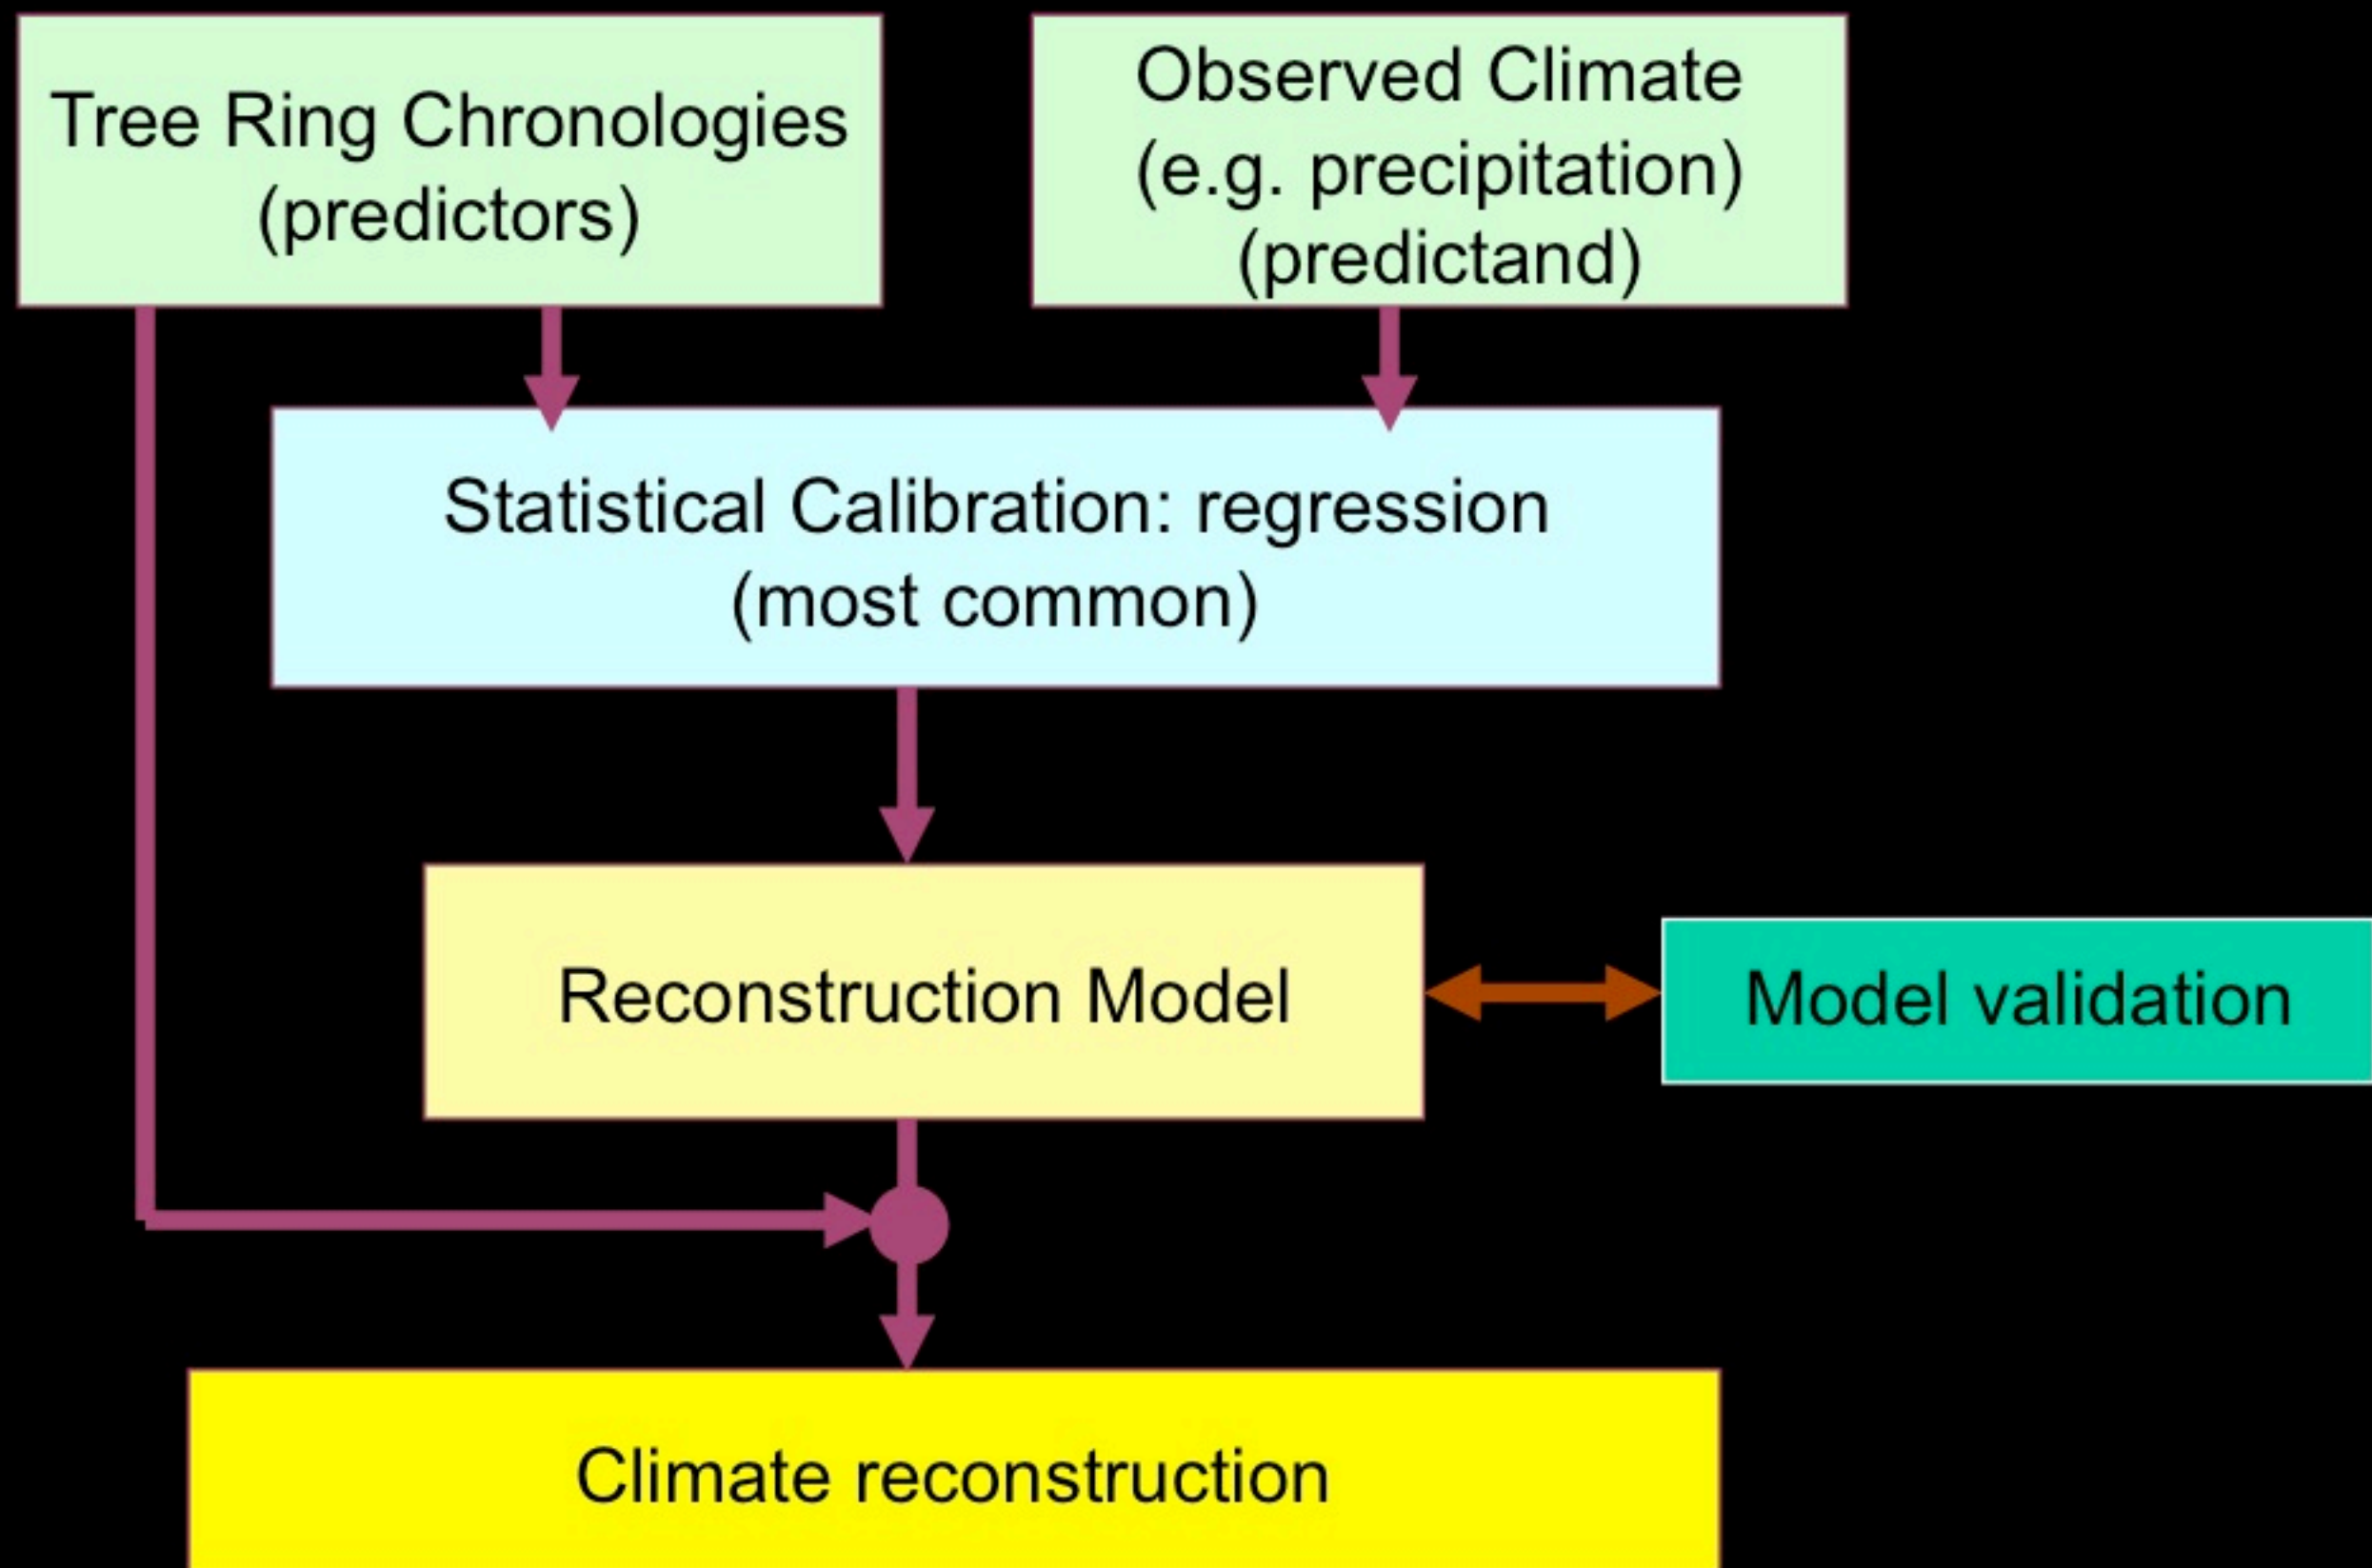 Tree Ring Chronologies
(predictors)
Observed Climate
(e.g. precipitation)
(predictand)
Statistical Calibration: regression
(most common)
Reconstruction Model
Model validation
Climate reconstruction